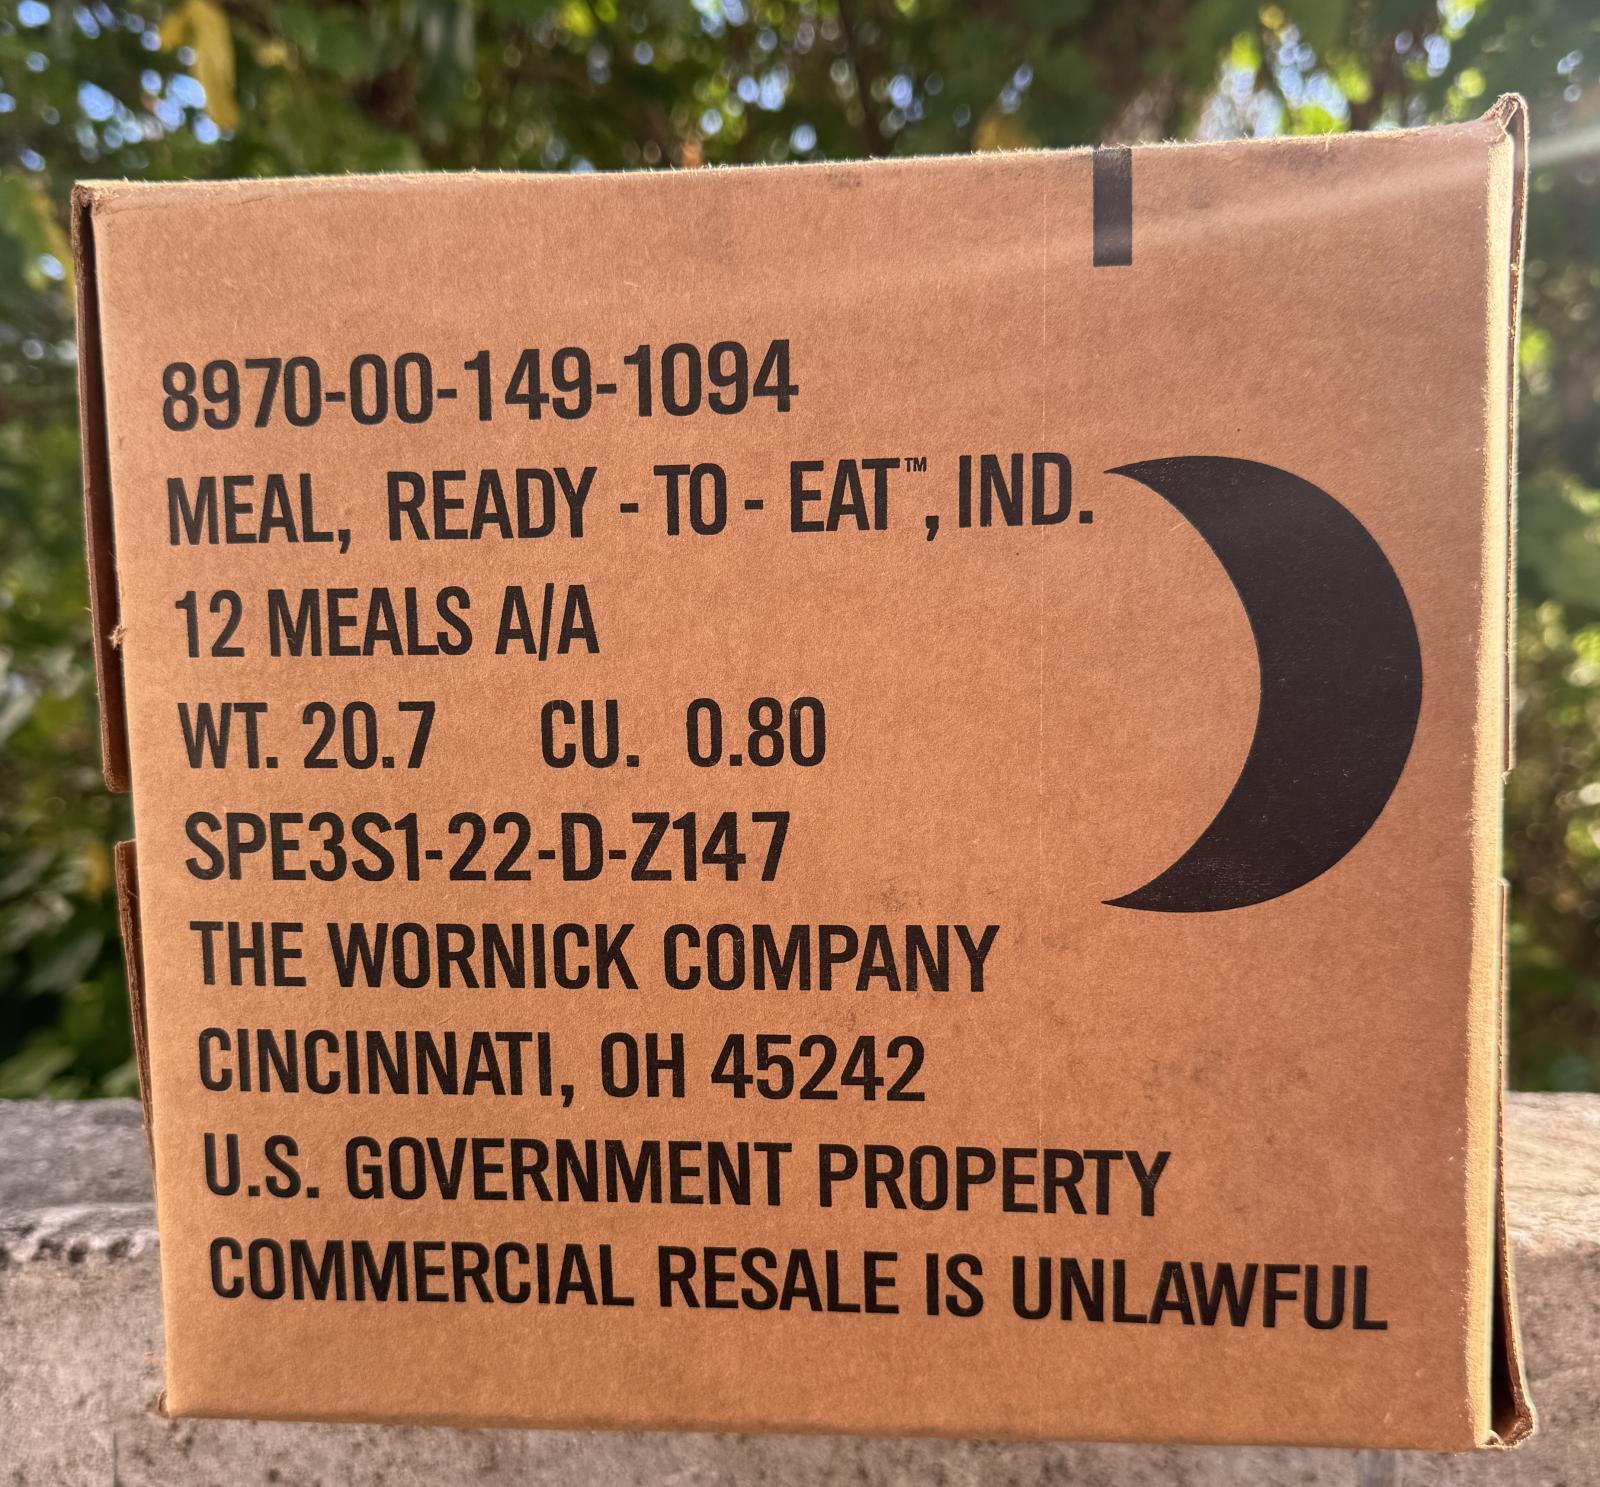 8970-00-149-1094
MEAL, READY - TO - EAT™, IND.
12 MEALS A/A
WT. 20.7 CU. 0.80
SPE3S1-22-D-Z147
THE WORNICK COMPANY
CINCINNATI, OH 45242
U.S. GOVERNMENT PROPERTY
COMMERCIAL RESALE IS UNLAWFUL